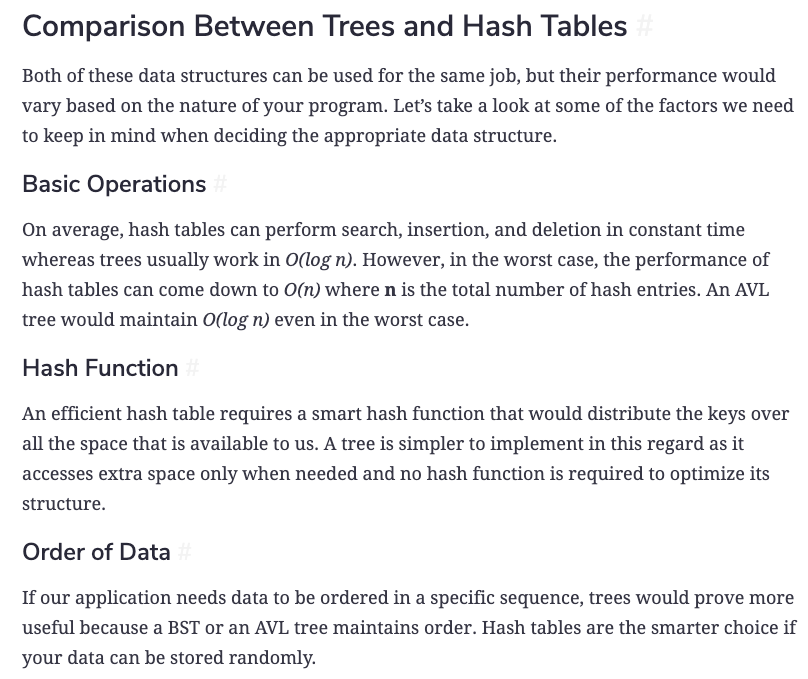 Comparison Between Trees and Hash Tables #
Both of these data structures can be used for the same job, but their performance would
vary based on the nature of your program. Let’s take a look at some of the factors we need
to keep in mind when deciding the appropriate data structure.
Basic Operations #
On average, hash tables can perform search, insertion, and deletion in constant time
whereas trees usually work in O(log n). However, in the worst case, the performance of
hash tables can come down to O(n) where n is the total number of hash entries. An AVL
tree would maintain O(log n) even in the worst case.
Hash Function #
An efficient hash table requires a smart hash function that would distribute the keys over
all the space that is available to us. A tree is simpler to implement in this regard as it
accesses extra space only when needed and no hash function is required to optimize its
structure.
Order of Data #
If our application needs data to be ordered in a specific sequence, trees would prove more
useful because a BST or an AVL tree maintains order. Hash tables are the smarter choice if
your data can be stored randomly.